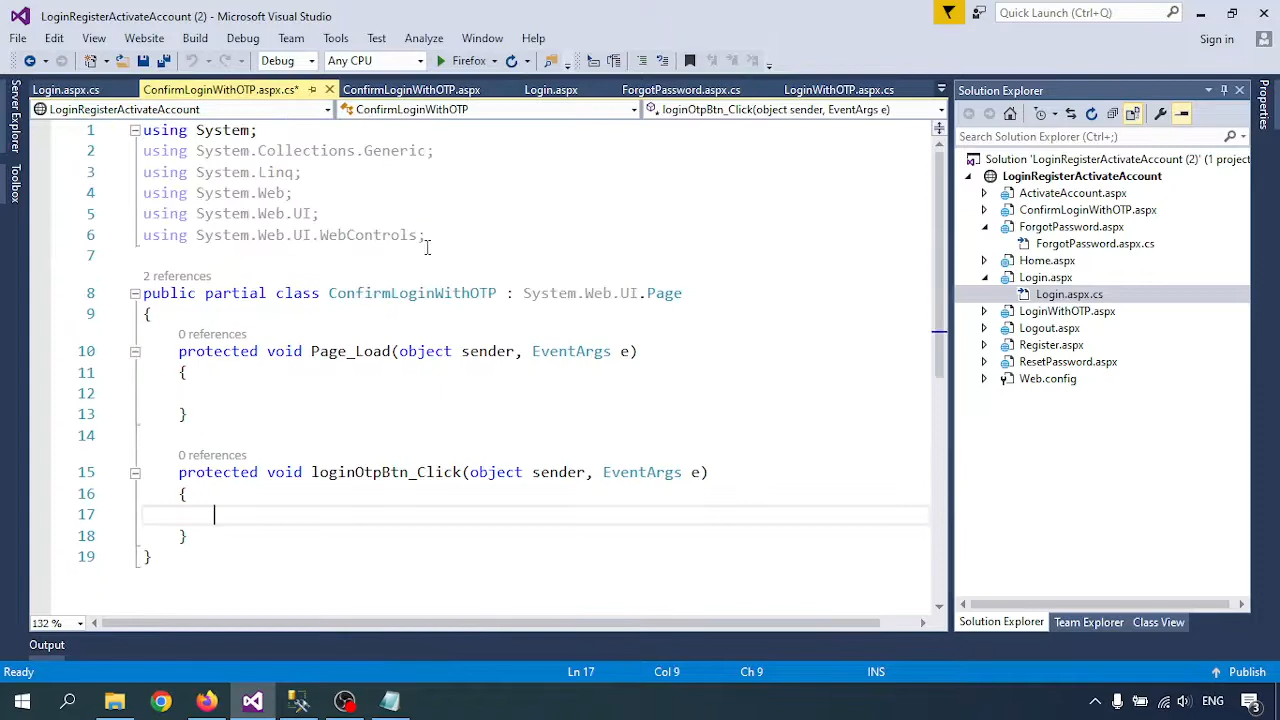 LoginRegisterActivateAccount (2) - Microsoft Visual Studio
Quick Launch (Ctrl+Q)
File Edit View Website Build Debug Team Tools Test Analyze Window Help
Sign in
Debug Any CPU Firefox
Login.aspx.cs ConfirmLoginWithOTP.aspx.cs* ConfirmLoginWithOTP.aspx Login.aspx ForgotPassword.aspx.cs LoginWithOTP.aspx.cs
LoginRegisterActivateAccount ConfirmLoginWithOTP loginOtpBtn_Click(object sender, EventArgs e)
Server Explorer
Toolbox
1 using System;
2 using System.Collections.Generic;
3 using System.Linq;
4 using System.Web;
5 using System.Web.UI;
6 using System.Web.UI.WebControls;
7
2 references
8 public partial class ConfirmLoginWithOTP : System.Web.UI.Page
9 {
0 references
10 protected void Page_Load(object sender, EventArgs e)
11 {
12
13 }
14
0 references
15 protected void loginOtpBtn_Click(object sender, EventArgs e)
16 {
17
18 }
19 }
132 %
Solution Explorer
Search Solution Explorer (Ctrl+;)
Solution 'LoginRegisterActivateAccount (2)' (1 project
LoginRegisterActivateAccount
ActivateAccount.aspx
ConfirmLoginWithOTP.aspx
ForgotPassword.aspx
ForgotPassword.aspx.cs
Home.aspx
Login.aspx
Login.aspx.cs
LoginWithOTP.aspx
Logout.aspx
Register.aspx
ResetPassword.aspx
Web.config
Solution Explorer Team Explorer Class View
Properties
Output
Ready Ln 17 Col 9 Ch 9 INS Publish
ENG 3